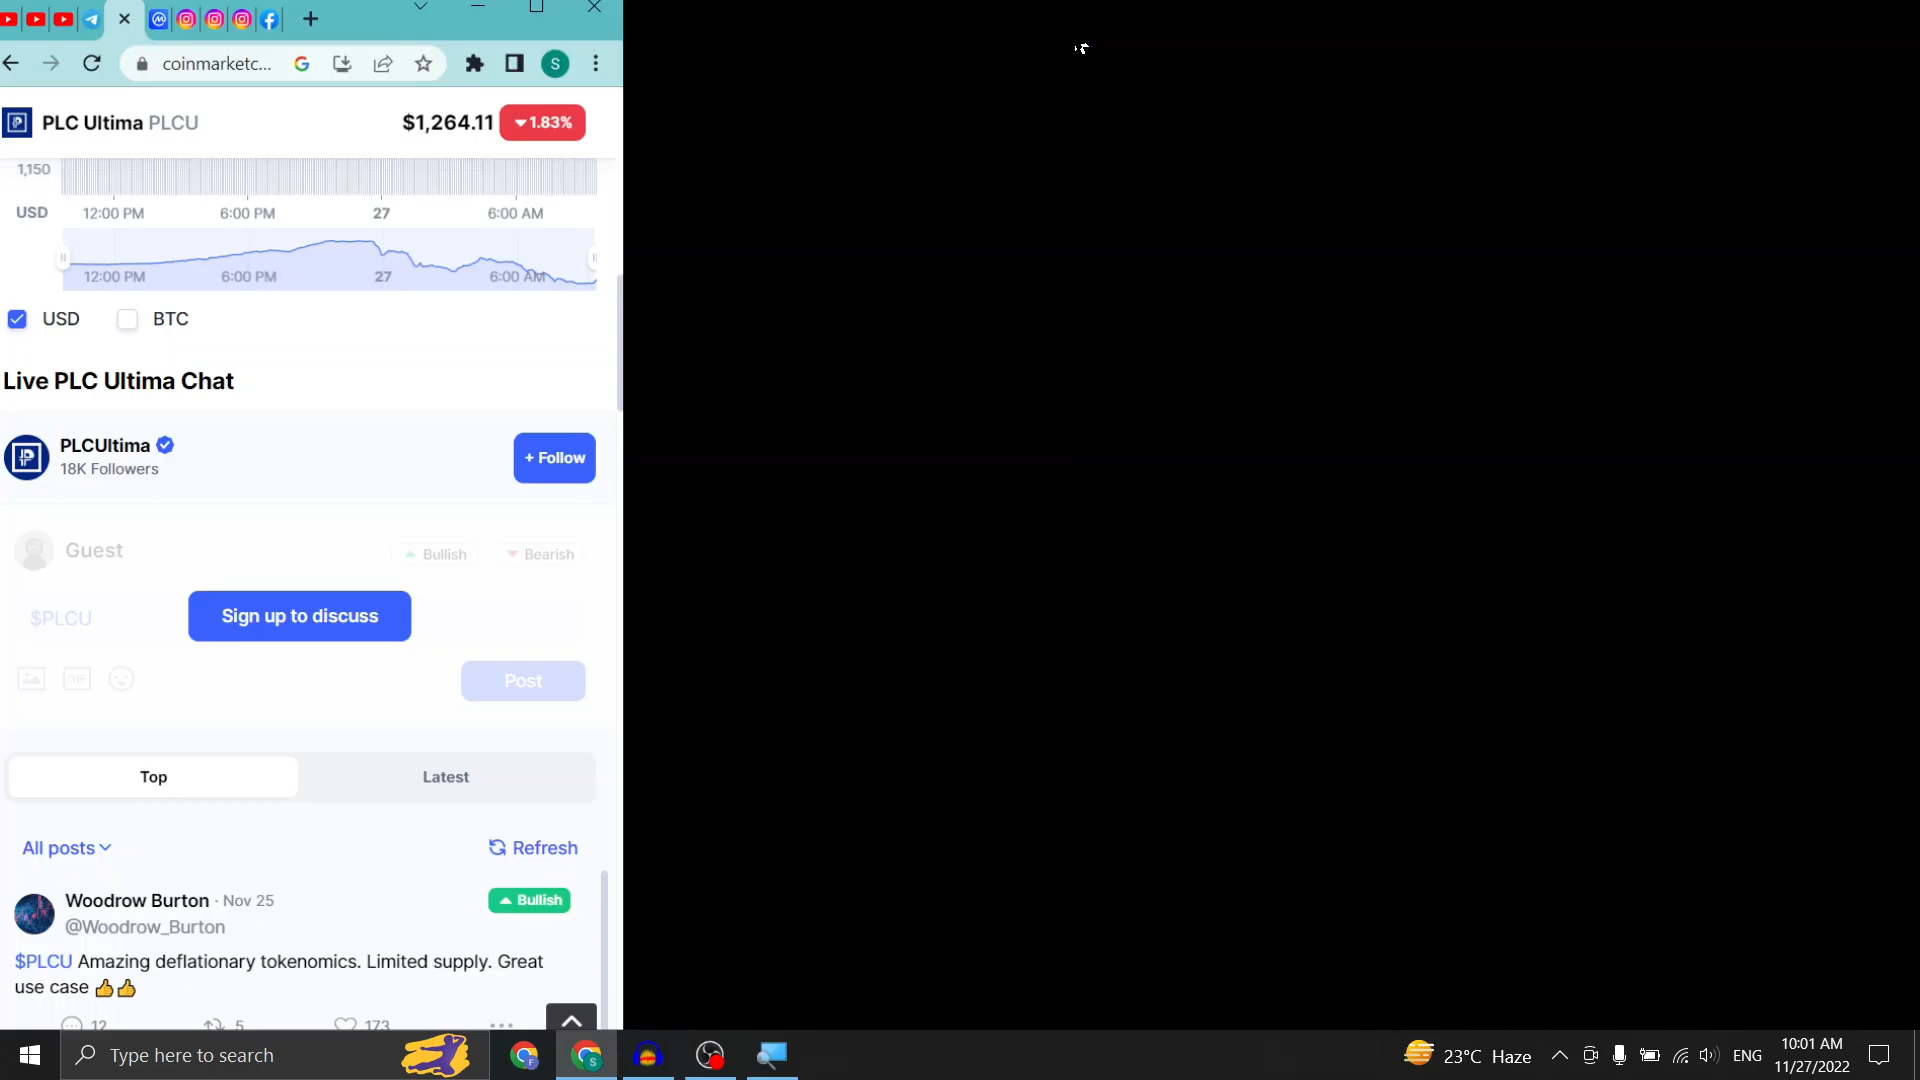 coinmarketc...
S
PLC Ultima PLCU
$1,264.11
1.83%
1,150
USD
12:00 PM
6:00 PM
27
6:00 AM
12:00 PM
6:00 PM
27
6:00 AM
USD
BTC
Live PLC Ultima Chat
PLCUltima
18K Followers
+ Follow
Guest
Bullish
Bearish
$PLCU
Sign up to discuss
GIF
Post
Top
Latest
All posts
Refresh
Woodrow Burton · Nov 25
Bullish
@Woodrow_Burton
$PLCU Amazing deflationary tokenomics. Limited supply. Great
use case 👍👍
12
5
173
Type here to search
23°C Haze
ENG
10:01 AM
11/27/2022